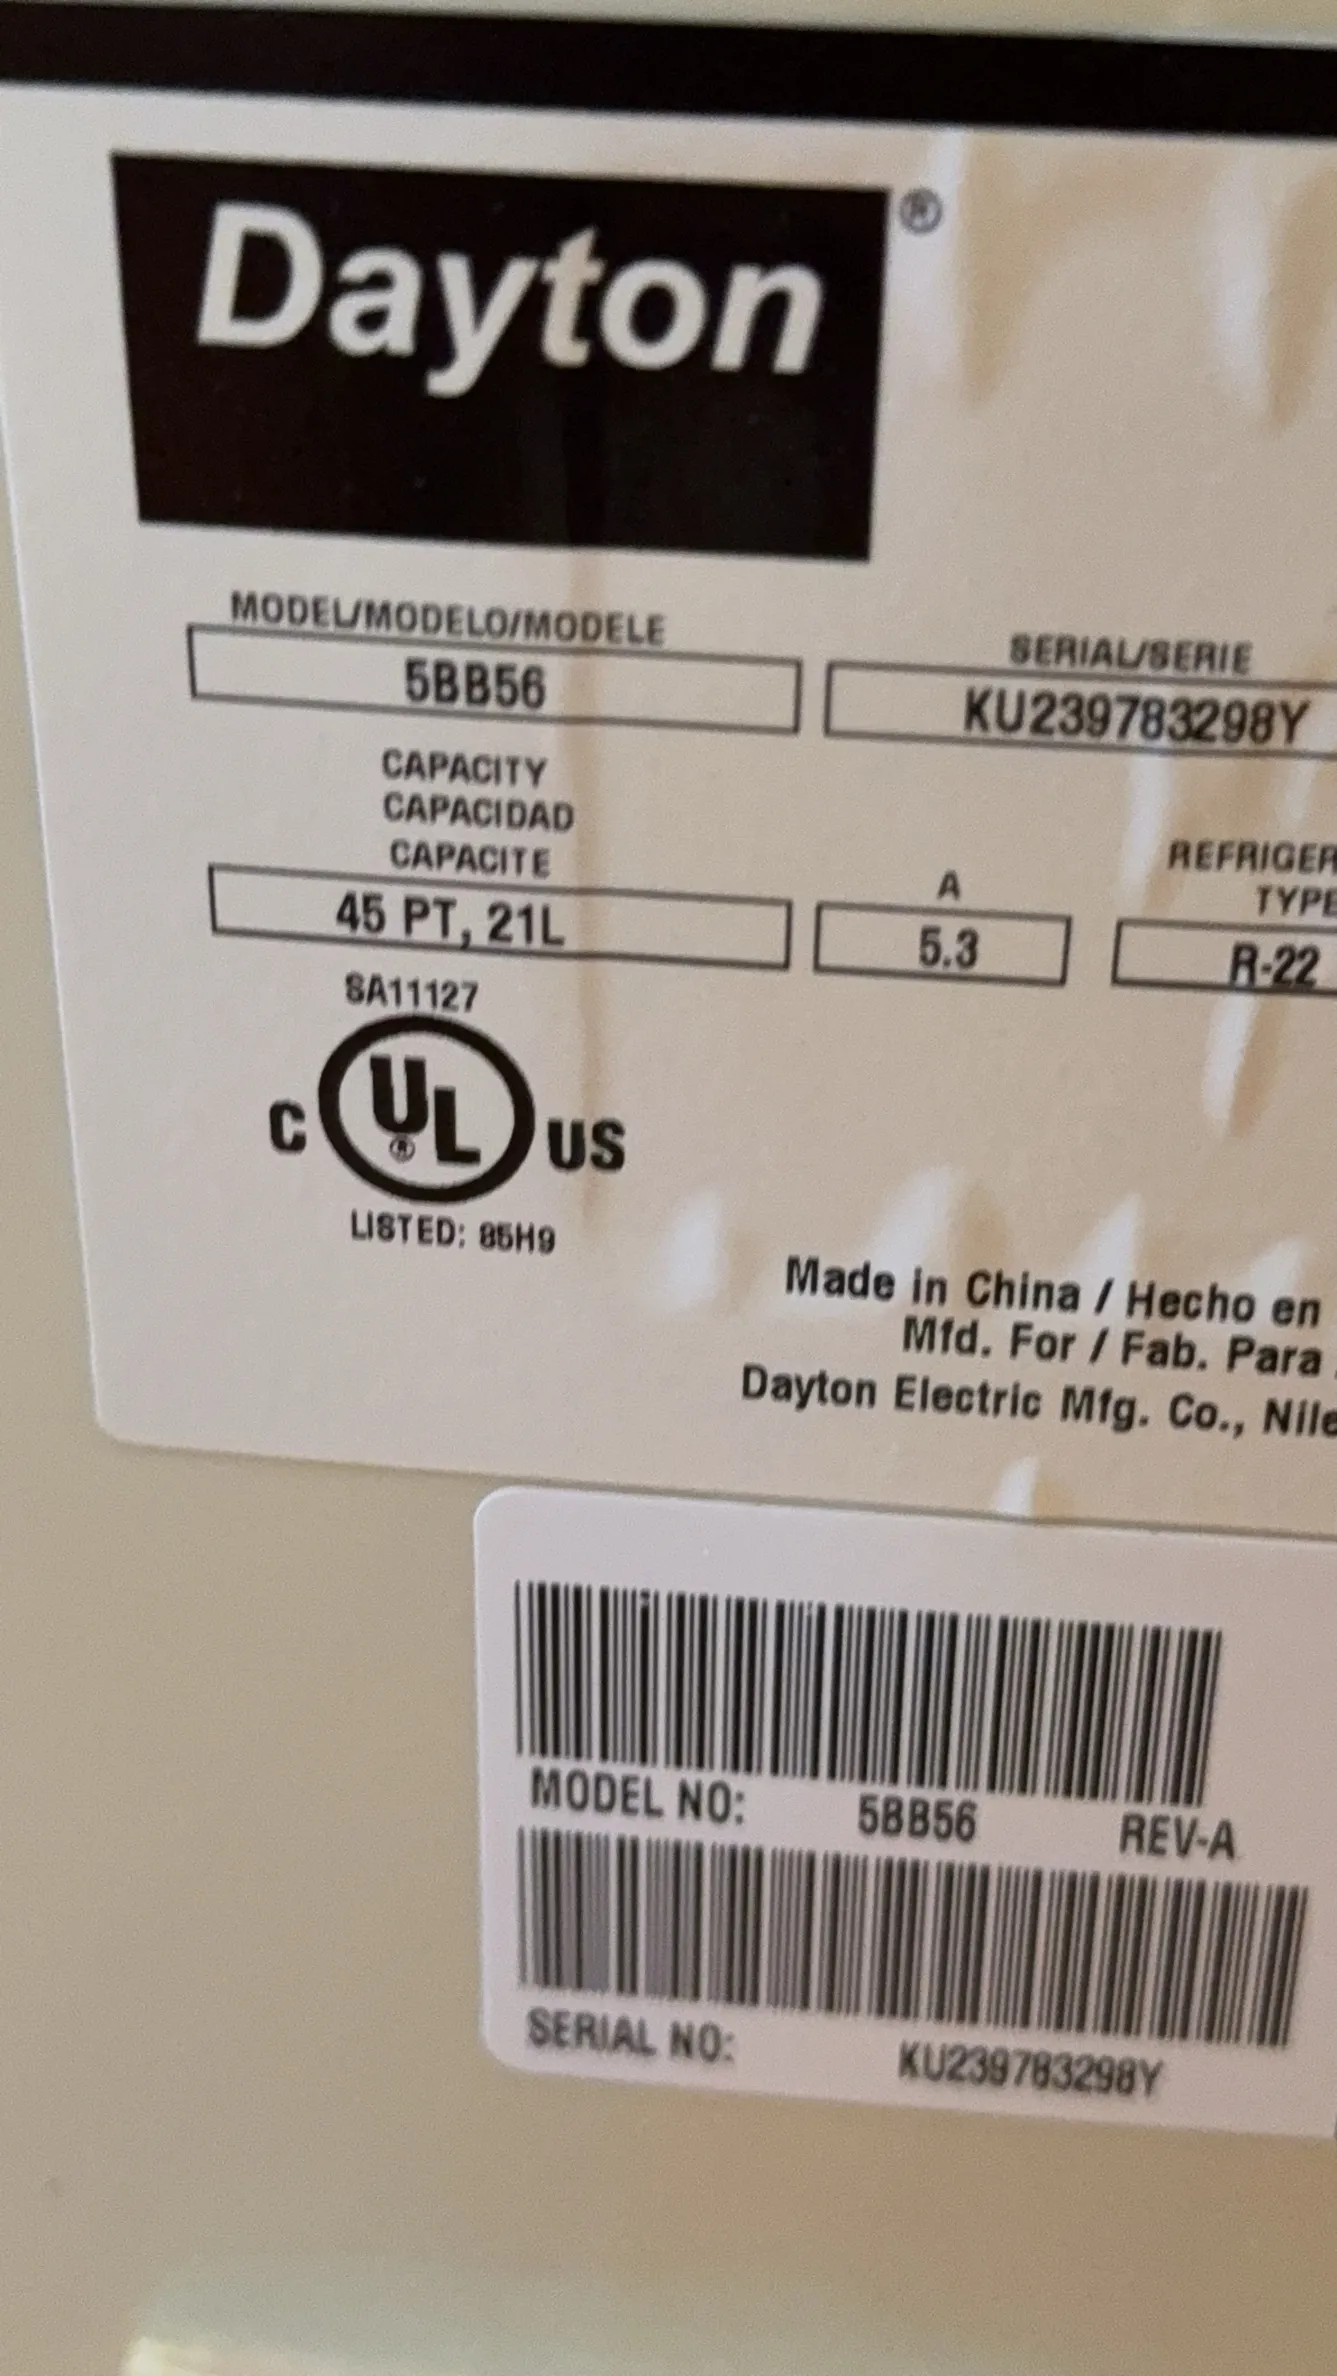 Dayton®
MODEL/MODELO/MODELE
5BB56
SERIAL/SERIE
KU239783298Y
CAPACITY
CAPACIDAD
CAPACITE
45 PT, 21L
A
5.3
REFRIGER
TYPE
R-22
SA11127
C UL® US
LISTED: 85H9
Made in China / Hecho en
Mfd. For / Fab. Para
Dayton Electric Mfg. Co., Nile
MODEL NO: 5BB56 REV-A
SERIAL NO: KU239783298Y